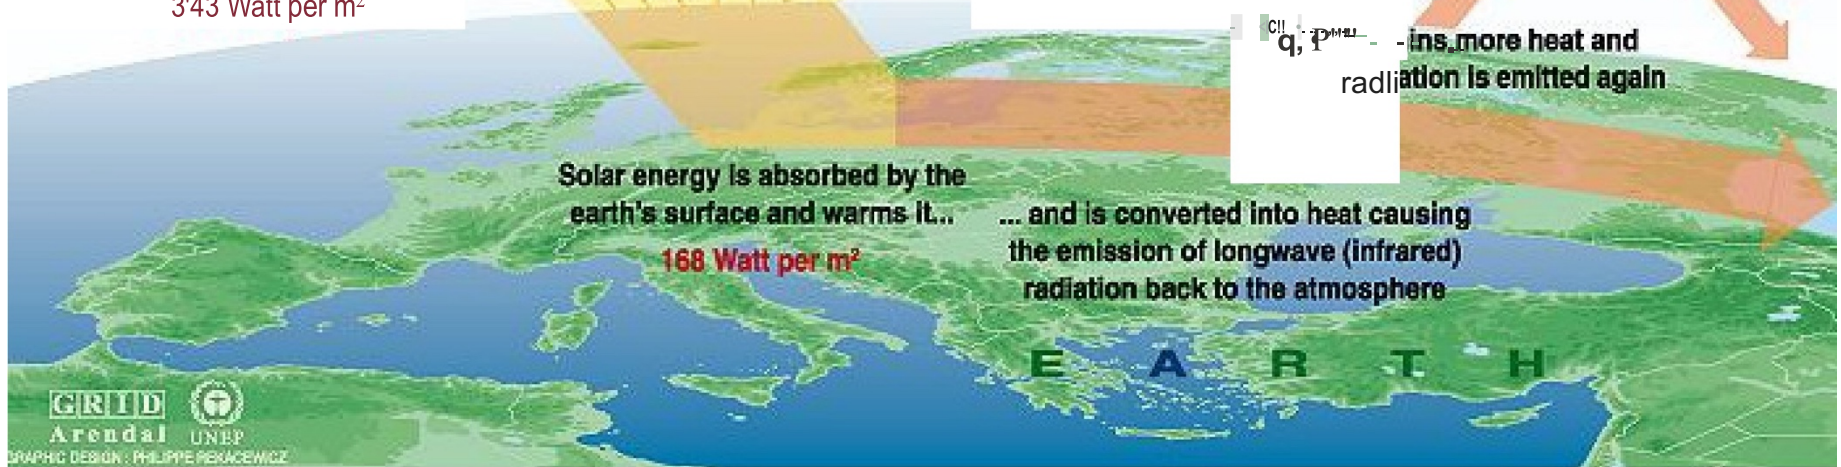 3'43 Watt per m²
ins more heat and
radliation is emitted again
Solar energy is absorbed by the
earth's surface and warms it...
168 Watt per m²
... and is converted into heat causing
the emission of longwave (infrared)
radiation back to the atmosphere
E A R T H
GRID
Arendal
UNEP
GRAPHIC DESIGN : PHILIPPE REKACEWICZ